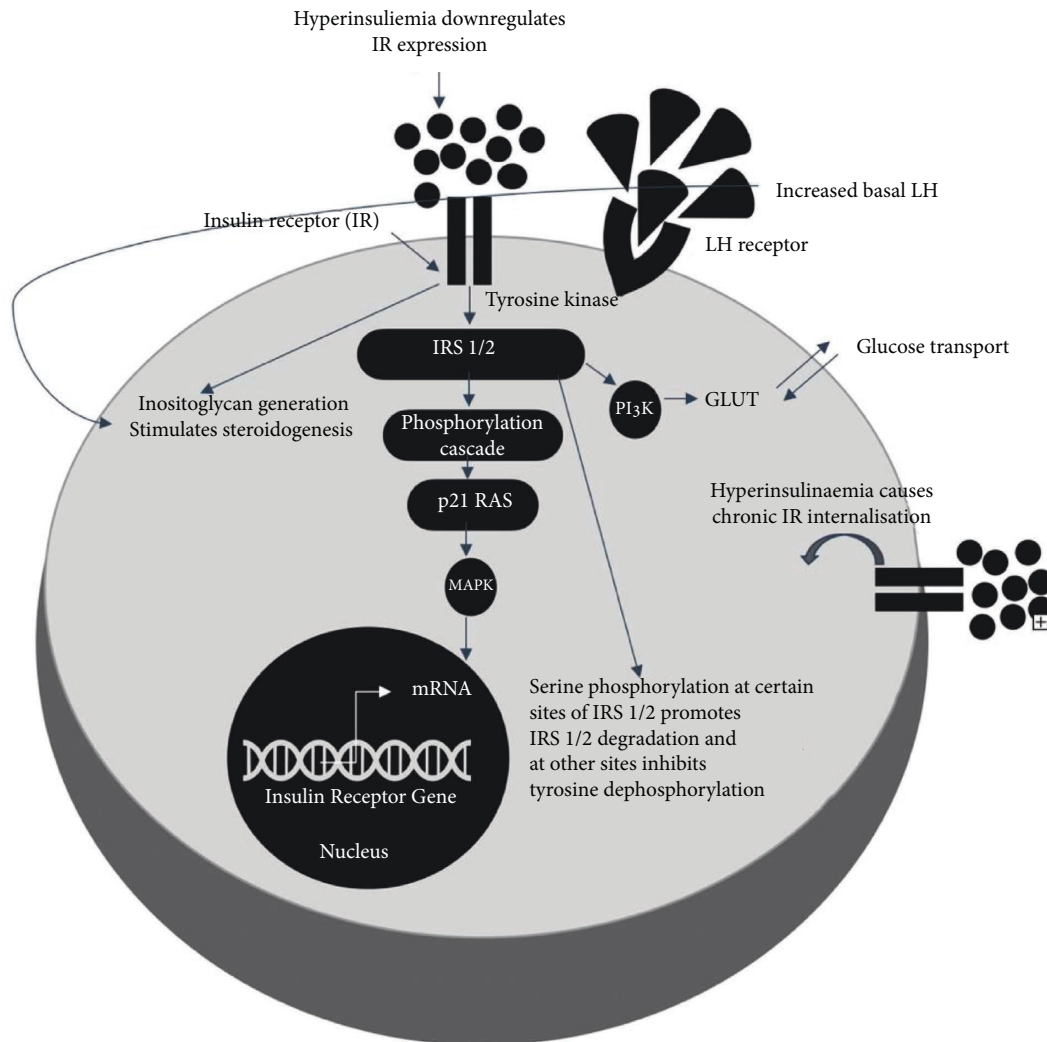 Hyperinsuliemia downregulates
IR expression
Increased basal LH
Insulin receptor (IR)
LH receptor
Tyrosine kinase
IRS 1/2
Glucose transport
Inositoglycan generation
Stimulates steroidogenesis
PI3K
GLUT
Phosphorylation
cascade
p21 RAS
Hyperinsulinaemia causes
chronic IR internalisation
MAPK
+
mRNA
Insulin Receptor Gene
Nucleus
Serine phosphorylation at certain
sites of IRS 1/2 promotes
IRS 1/2 degradation and
at other sites inhibits
tyrosine dephosphorylation